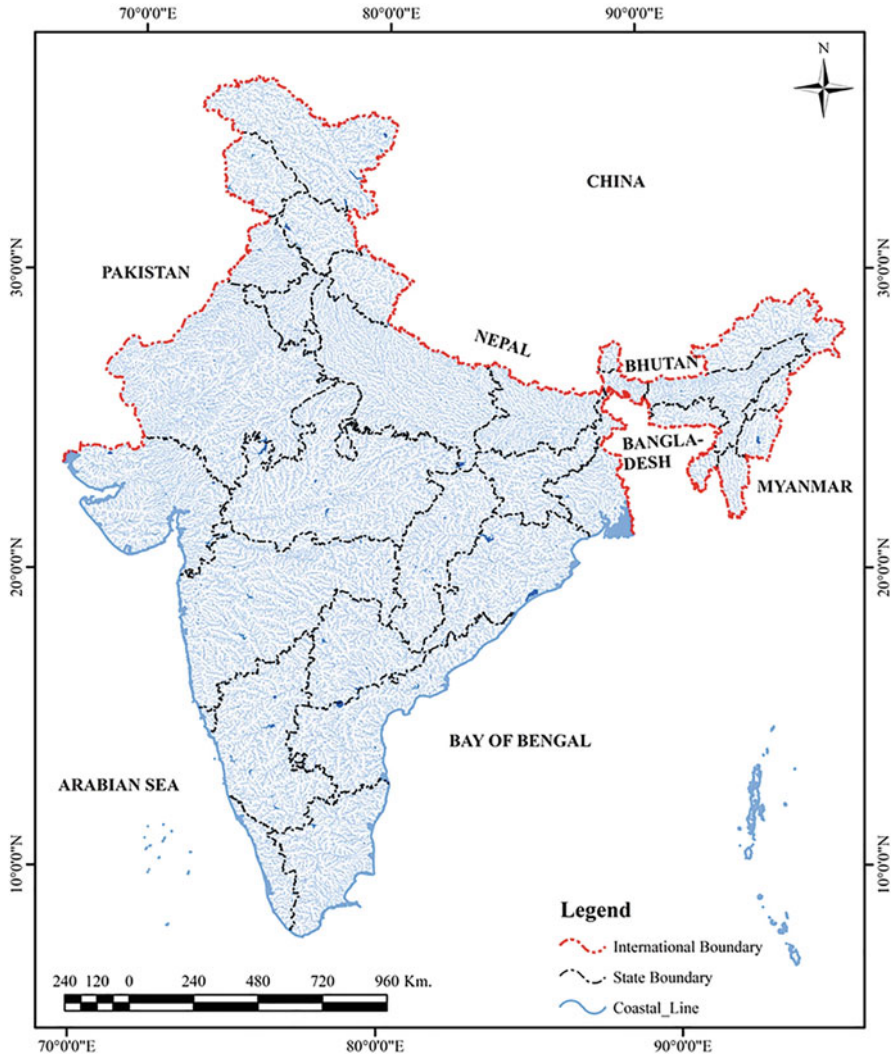 70°0'0"E 80°0'0"E 90°0'0"E
N
CHINA
30°0'0"N
PAKISTAN
30°0'0"N
NEPAL
BHUTAN
BANGLA-
DESH
MYANMAR
20°0'0"N
20°0'0"N
BAY OF BENGAL
ARABIAN SEA
10°0'0"N
10°0'0"N
Legend
International Boundary
State Boundary
Coastal_Line
240 120 0 240 480 720 960 Km.
70°0'0"E 80°0'0"E 90°0'0"E